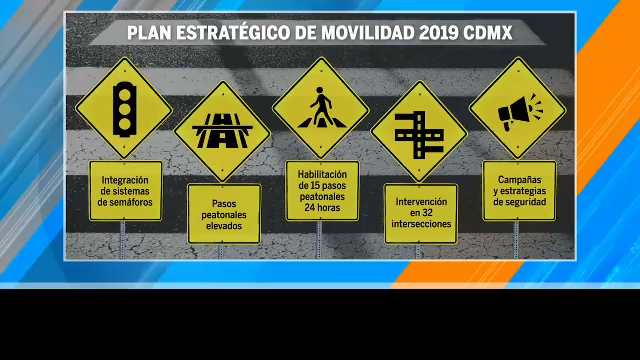 PLAN ESTRATÉGICO DE MOVILIDAD 2019 CDMX
Integración
de sistemas
de semáforos
Pasos
peatonales
elevados
Habilitación
de 15 pasos
peatonales
24 horas
Intervención
en 32
intersecciones
Campañas
y estrategias
de seguridad